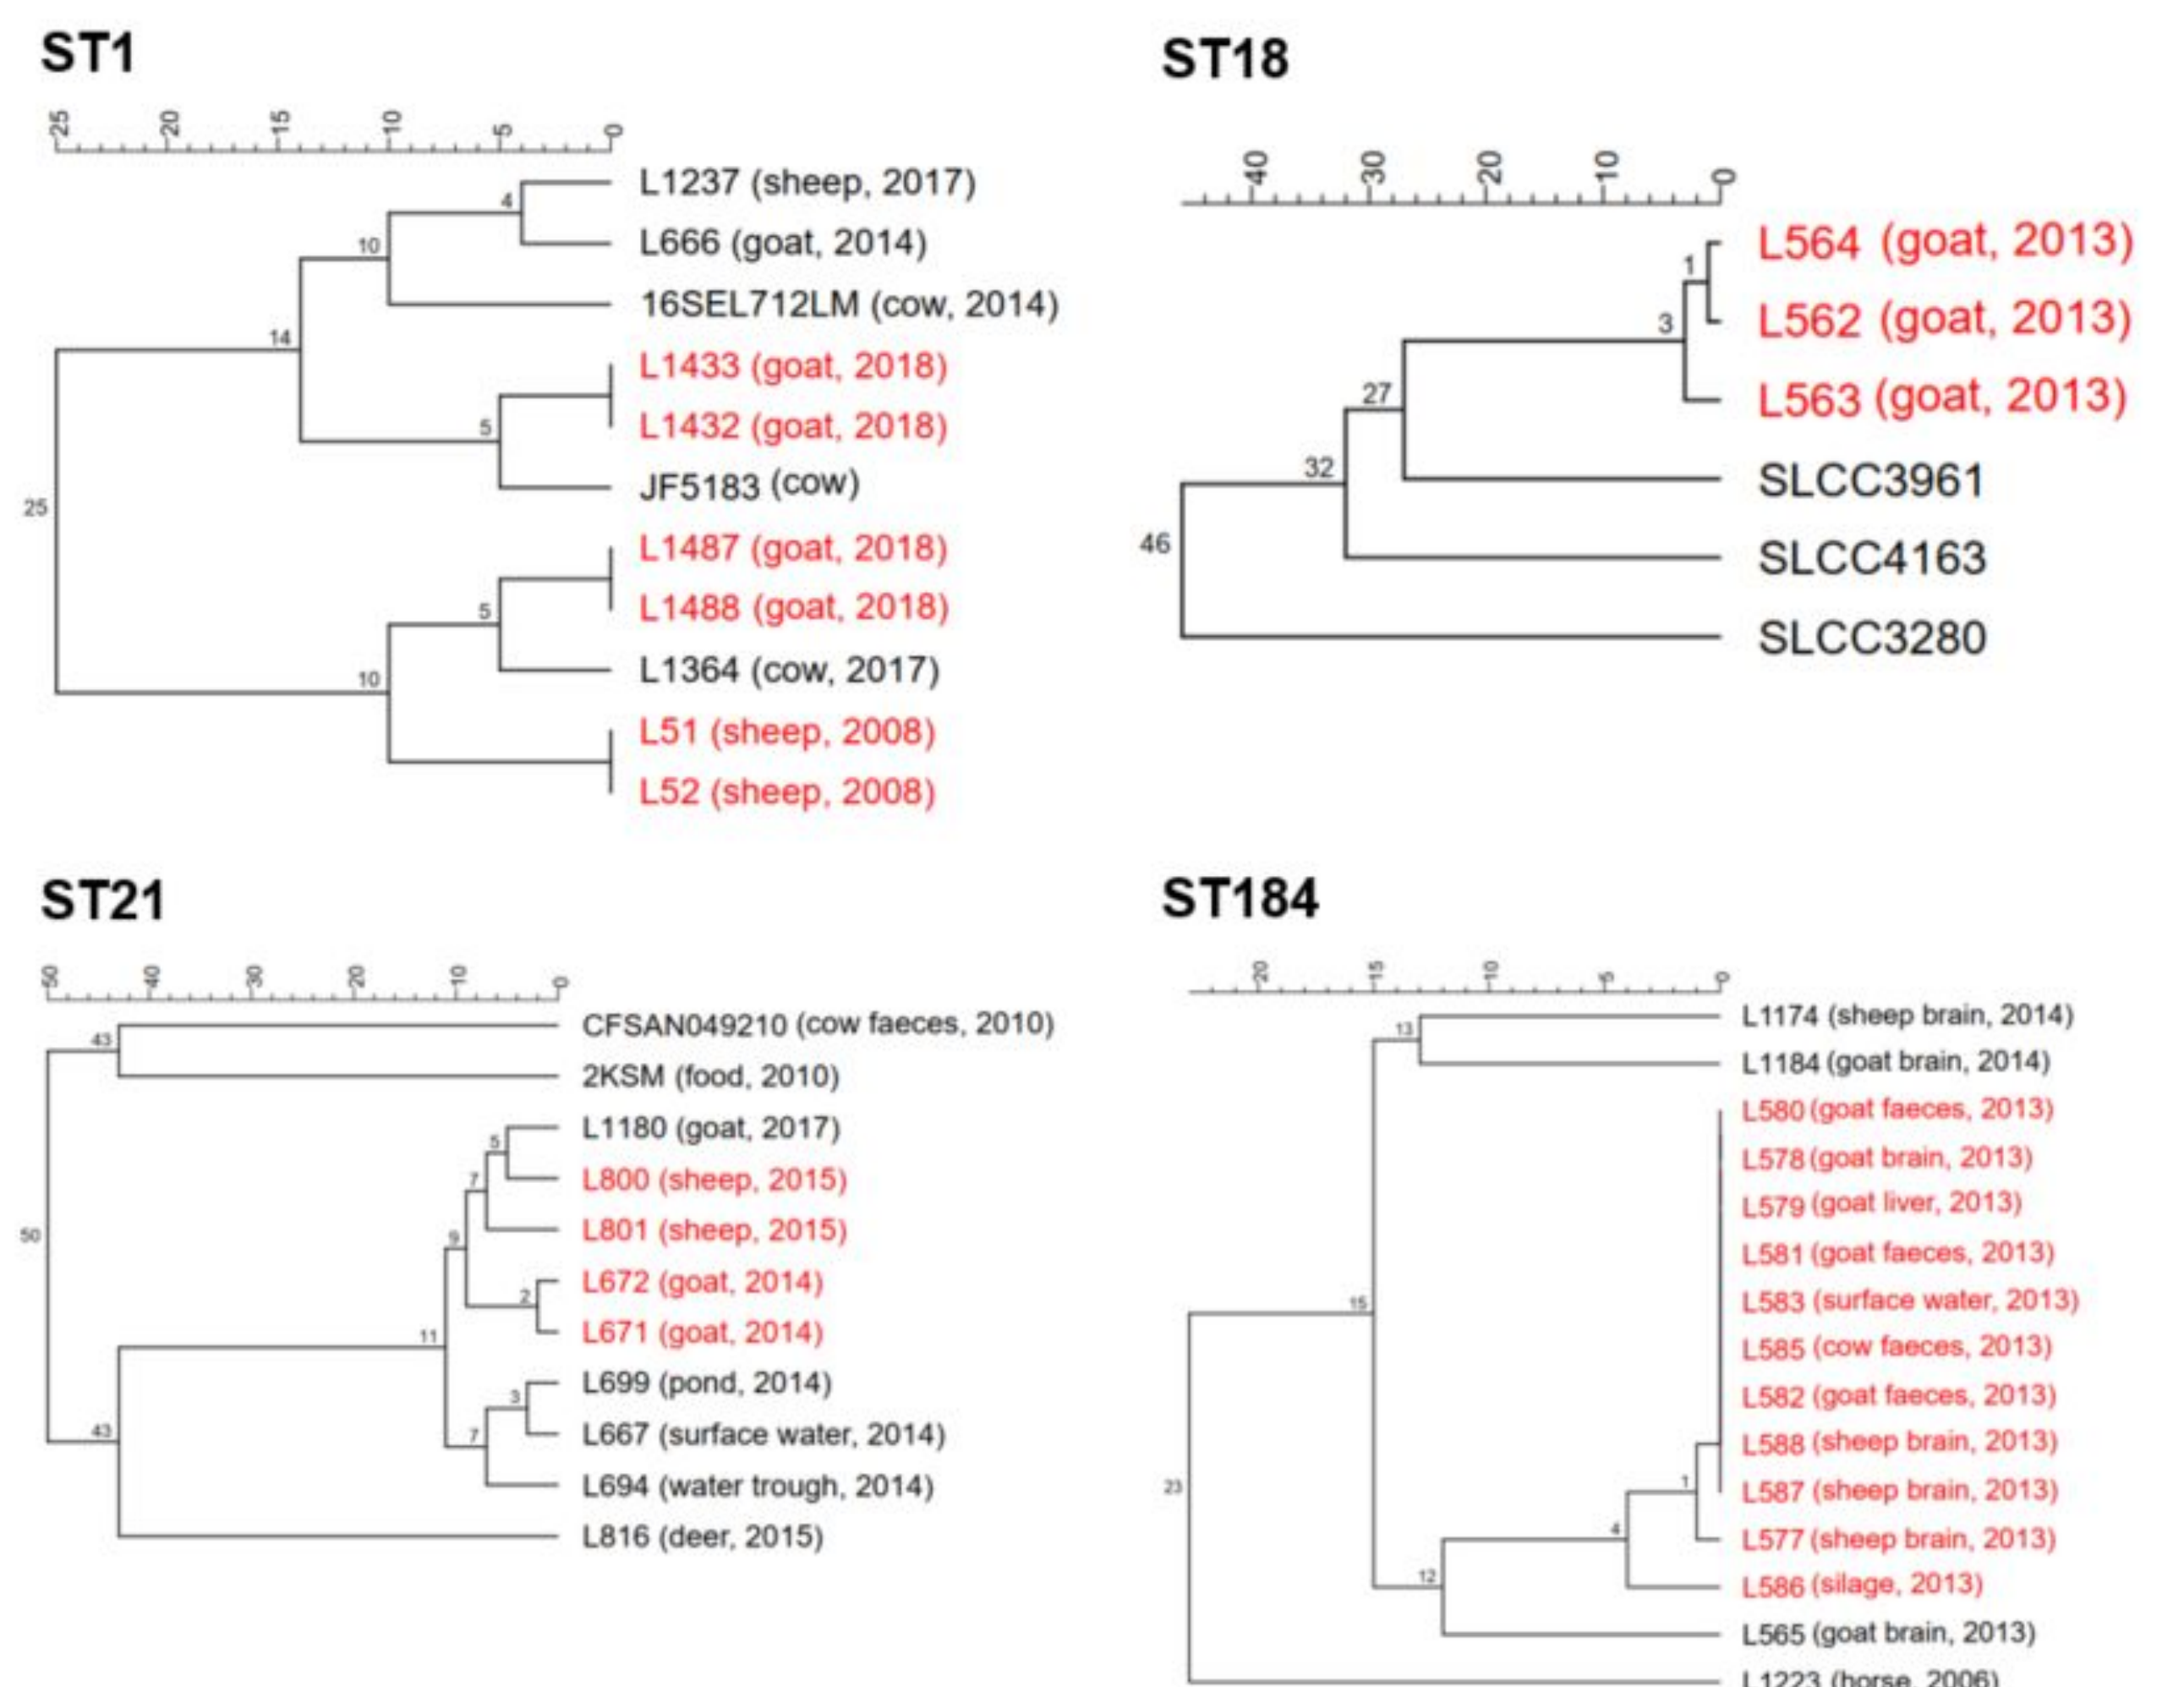 ST1
25 20 15 10 5 0
L1237 (sheep, 2017)
4
L666 (goat, 2014)
10
16SEL712LM (cow, 2014)
14
L1433 (goat, 2018)
L1432 (goat, 2018)
5
JF5183 (cow)
25
L1487 (goat, 2018)
L1488 (goat, 2018)
5
L1364 (cow, 2017)
10
L51 (sheep, 2008)
L52 (sheep, 2008)
ST18
40 30 20 10 0
L564 (goat, 2013)
1
L562 (goat, 2013)
3
L563 (goat, 2013)
27
SLCC3961
32
SLCC4163
46
SLCC3280
ST21
50 40 30 20 10 0
CFSAN049210 (cow faeces, 2010)
43
2KSM (food, 2010)
L1180 (goat, 2017)
5
L800 (sheep, 2015)
7
L801 (sheep, 2015)
9
50
L672 (goat, 2014)
2
L671 (goat, 2014)
11
L699 (pond, 2014)
3
L667 (surface water, 2014)
43
7
L694 (water trough, 2014)
L816 (deer, 2015)
ST184
20 15 10 5 0
L1174 (sheep brain, 2014)
13
L1184 (goat brain, 2014)
L580 (goat faeces, 2013)
L578 (goat brain, 2013)
L579 (goat liver, 2013)
L581 (goat faeces, 2013)
15
L583 (surface water, 2013)
L585 (cow faeces, 2013)
L582 (goat faeces, 2013)
L588 (sheep brain, 2013)
23
1
L587 (sheep brain, 2013)
4
L577 (sheep brain, 2013)
12
L586 (silage, 2013)
L565 (goat brain, 2013)
L1223 (horse, 2006)